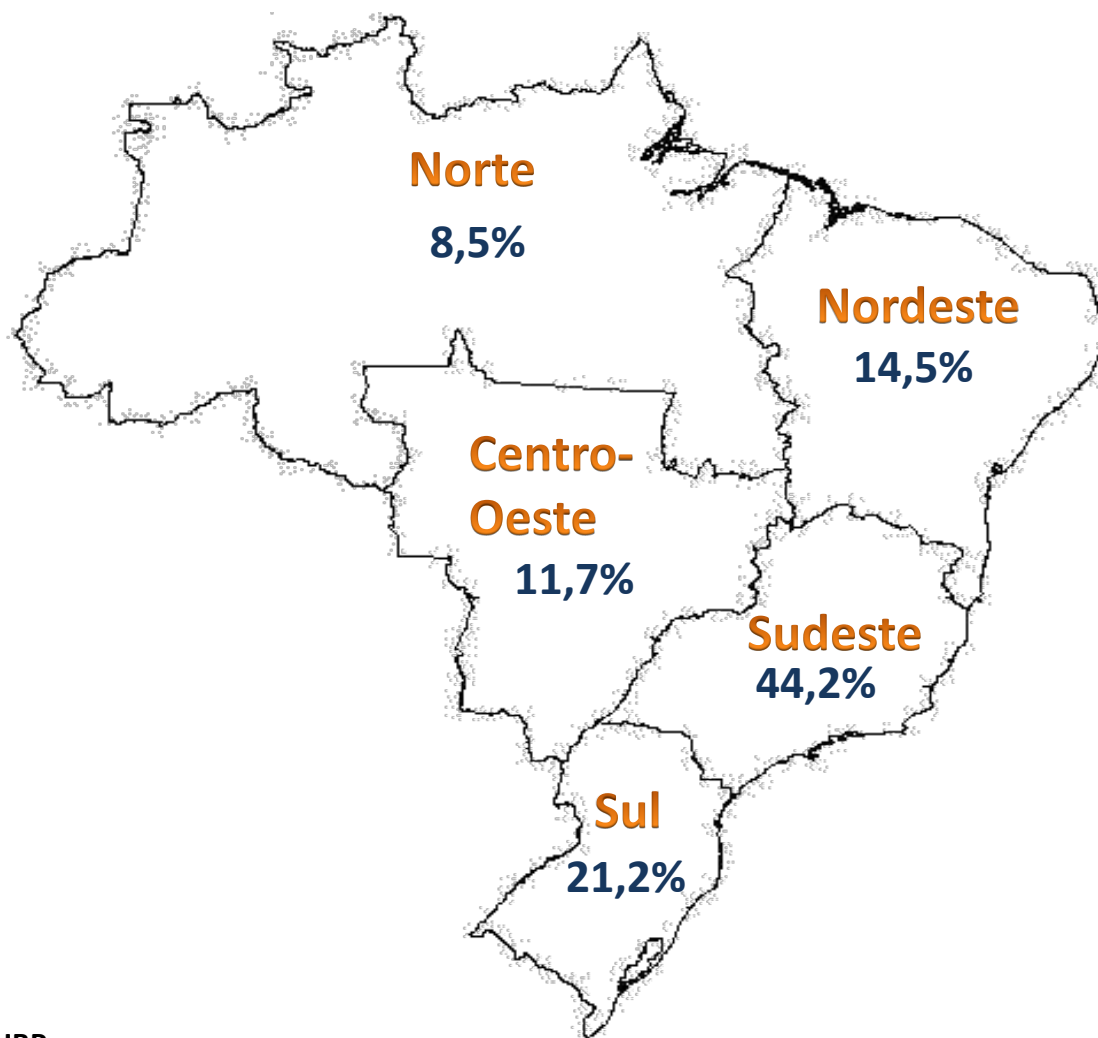 Norte
8,5%
Nordeste
14,5%
Centro-
Oeste
11,7%
Sudeste
44,2%
Sul
21,2%